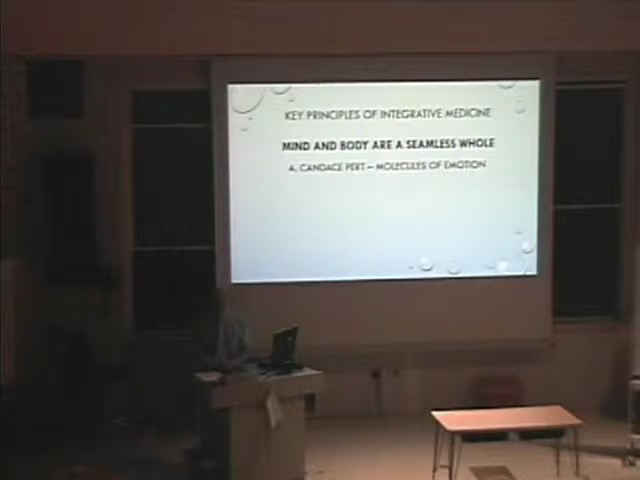 KEY PRINCIPLES OF INTEGRATIVE MEDICINE
MIND AND BODY ARE A SEAMLESS WHOLE
A. CANDACE PERT – MOLECULES OF EMOTION